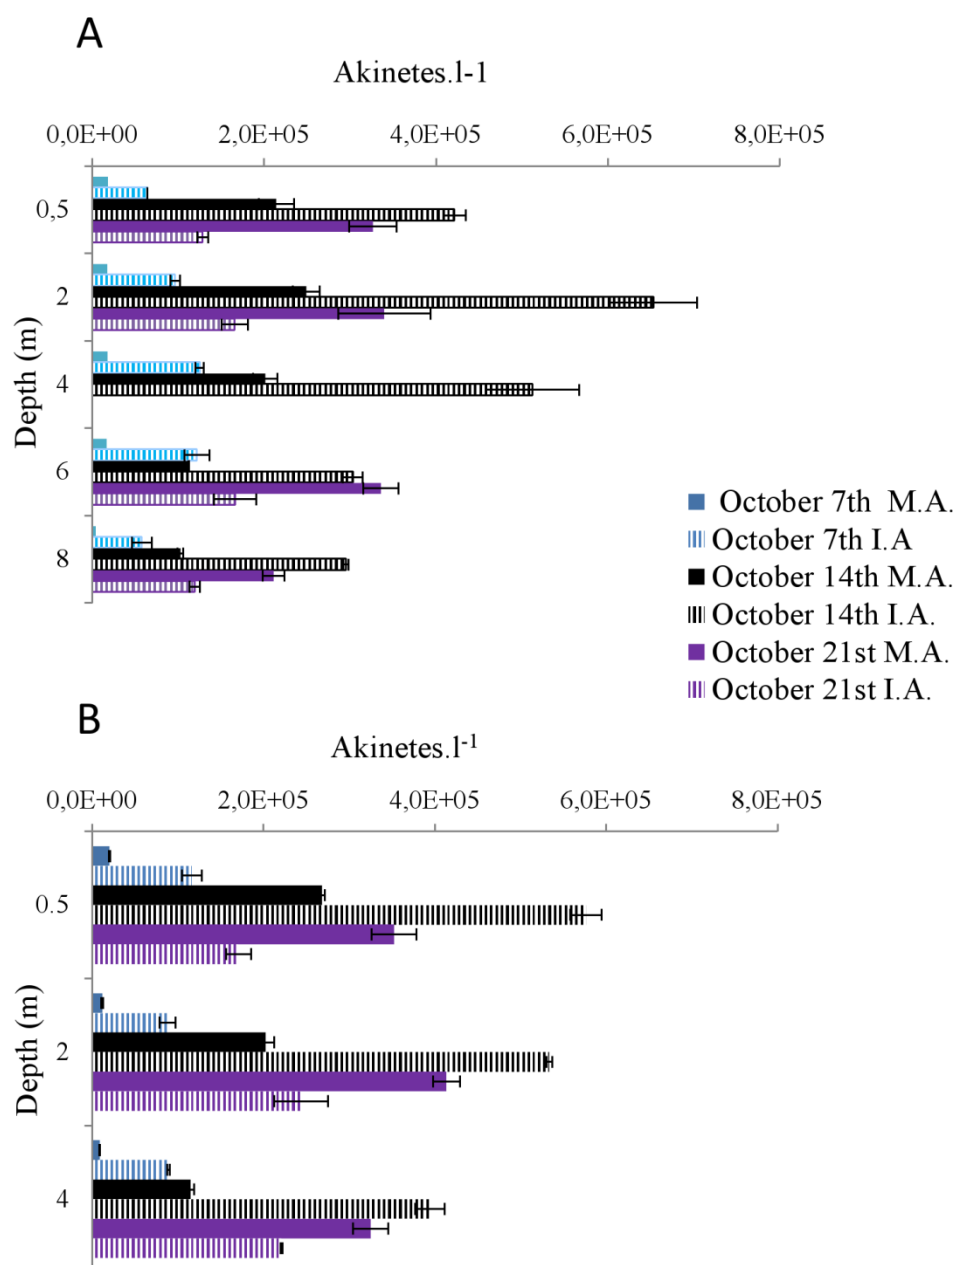 A
Akinetes.l-1
0,0E+00 2,0E+05 4,0E+05 6,0E+05 8,0E+05
0,5
2
4
6
8
Depth (m)
October 7th M.A.
October 7th I.A
October 14th M.A.
October 14th I.A.
October 21st M.A.
October 21st I.A.
B
Akinetes.l-1
0,0E+00 2,0E+05 4,0E+05 6,0E+05 8,0E+05
0.5
2
4
Depth (m)